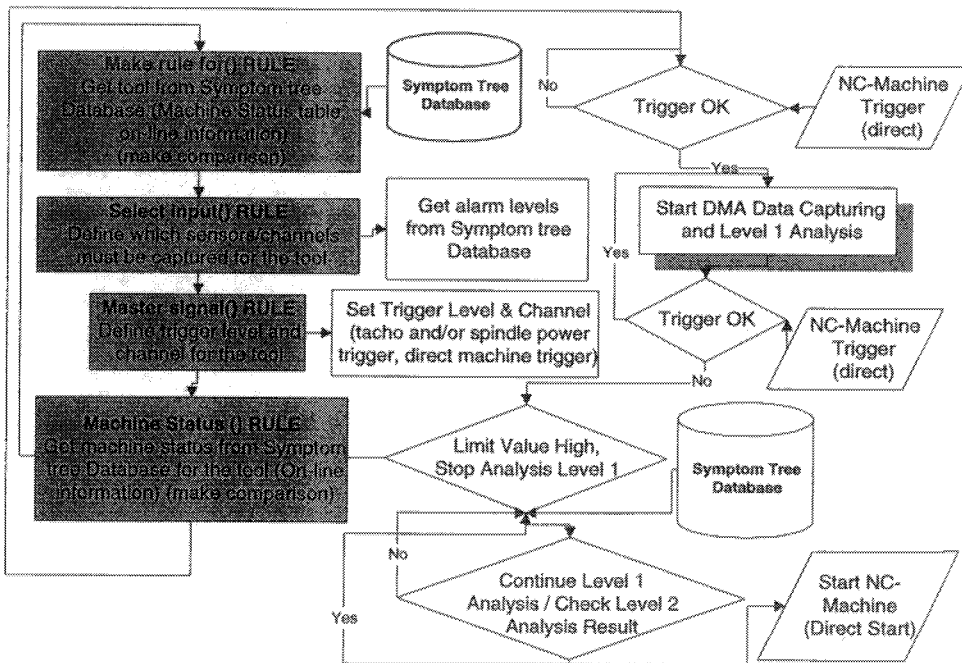 Make rule for() RULE
Get tool from Symptom tree
Database (Machine Status table
on-line information)
(make comparison)
Symptom Tree
Database
No
Trigger OK
NC-Machine
Trigger
(direct)
Yes
Select input() RULE
Define which sensors/channels
must be captured for the tool
Get alarm levels
from Symptom tree
Database
Yes
Start DMA Data Capturing
and Level 1 Analysis
Master signal() RULE
Define trigger level and
channel for the tool
Set Trigger Level & Channel
(tacho and/or spindle power
trigger, direct machine trigger)
Trigger OK
NC-Machine
Trigger
(direct)
No
Machine Status () RULE
Get machine status from Symptom
tree Database for the tool (On-line
information) (make comparison)
Limit Value High,
Stop Analysis Level 1
Symptom Tree
Database
No
Continue Level 1
Analysis / Check Level 2
Analysis Result
Yes
Start NC-
Machine
(Direct Start)